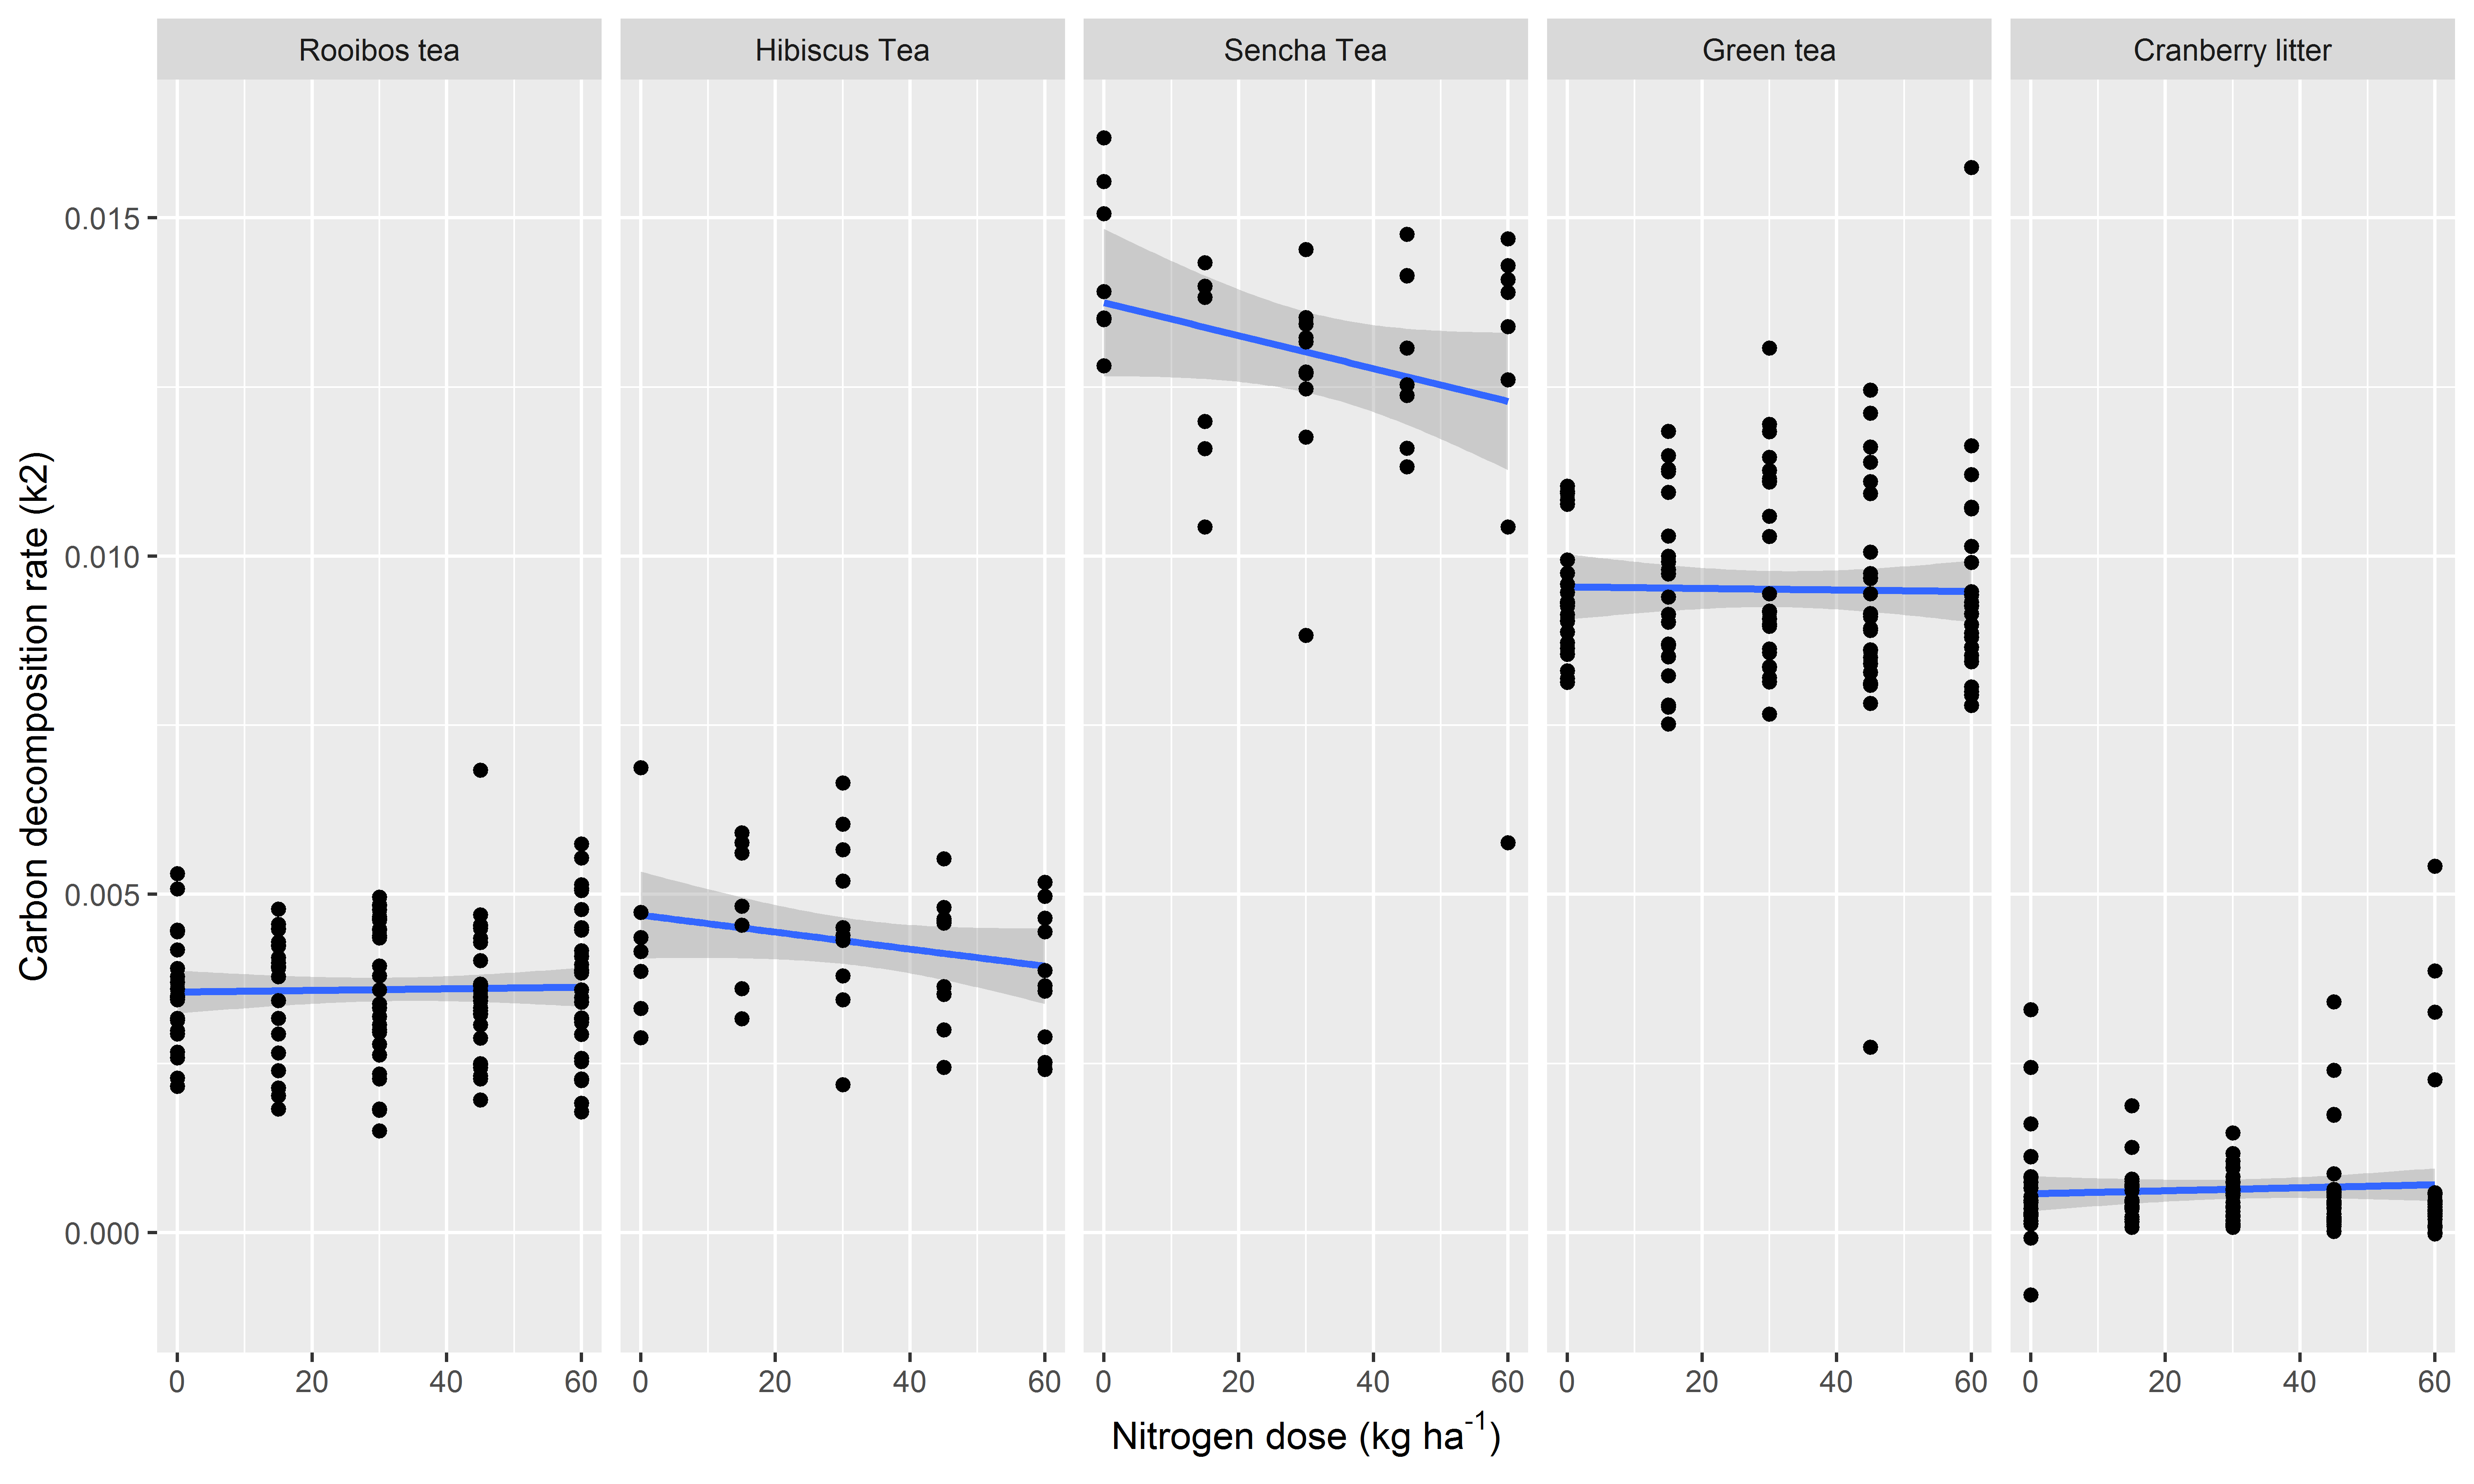 Rooibos tea Hibiscus Tea Sencha Tea Green tea Cranberry litter
Carbon decomposition rate (k2)
0.015
0.010
0.005
0.000
0 20 40 60 0 20 40 60 0 20 40 60 0 20 40 60 0 20 40 60
Nitrogen dose (kg ha⁻¹)